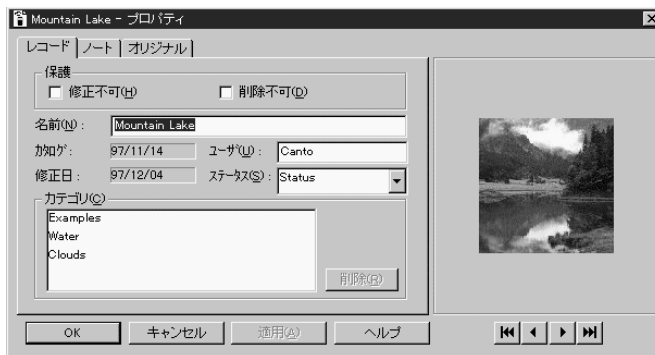 Mountain Lake - プロパティ
レコード ノート オリジナル
保護
修正不可(H) 削除不可(D)
名前(N): Mountain Lake
カタログ: 97/11/14 ユーザ(U): Canto
修正日: 97/12/04 ステータス(S): Status
カテゴリ(C)
Examples
Water
Clouds
削除(R)
OK キャンセル 適用(A) ヘルプ